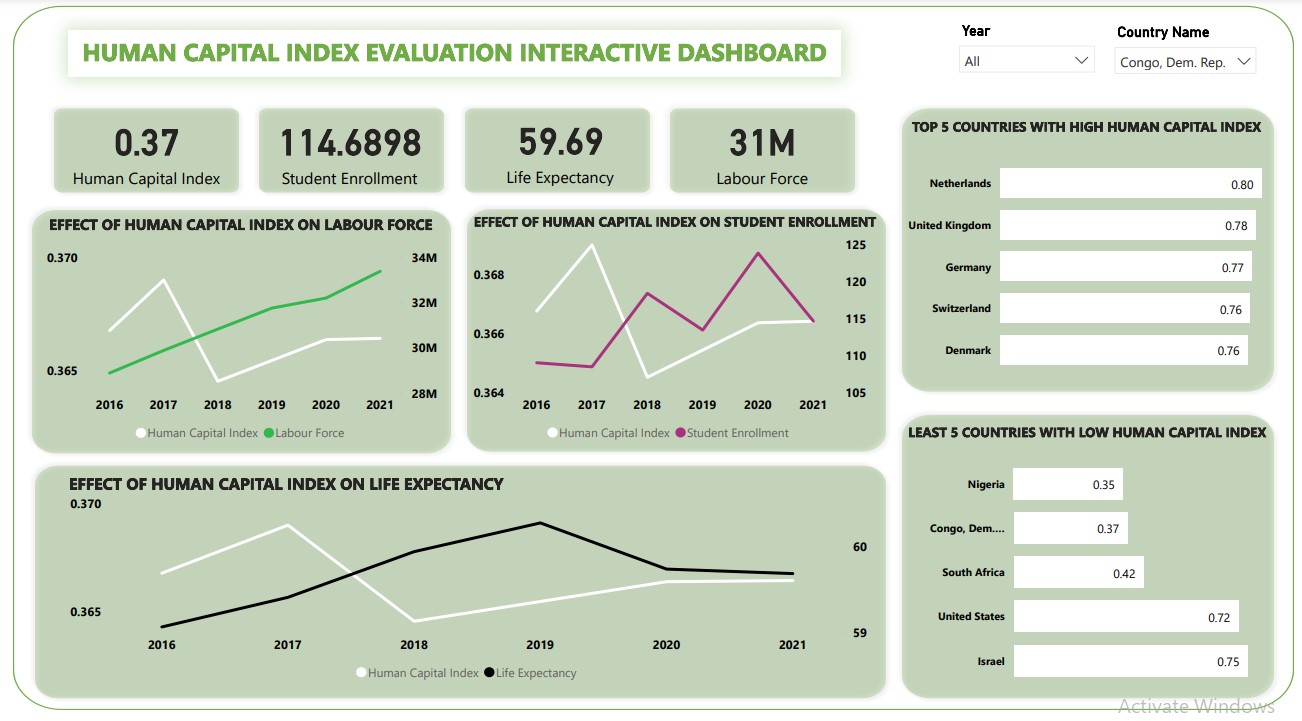 HUMAN CAPITAL INDEX EVALUATION INTERACTIVE DASHBOARD
Year
All
Country Name
Congo, Dem. Rep.
0.37
Human Capital Index
114.6898
Student Enrollment
59.69
Life Expectancy
31M
Labour Force
EFFECT OF HUMAN CAPITAL INDEX ON LABOUR FORCE
0.370
0.365
34M
32M
30M
28M
2016 2017 2018 2019 2020 2021
Human Capital Index Labour Force
EFFECT OF HUMAN CAPITAL INDEX ON STUDENT ENROLLMENT
0.368
0.366
0.364
125
120
115
110
105
2016 2017 2018 2019 2020 2021
Human Capital Index Student Enrollment
EFFECT OF HUMAN CAPITAL INDEX ON LIFE EXPECTANCY
0.370
0.365
60
59
2016 2017 2018 2019 2020 2021
Human Capital Index Life Expectancy
TOP 5 COUNTRIES WITH HIGH HUMAN CAPITAL INDEX
Netherlands 0.80
United Kingdom 0.78
Germany 0.77
Switzerland 0.76
Denmark 0.76
LEAST 5 COUNTRIES WITH LOW HUMAN CAPITAL INDEX
Nigeria 0.35
Congo, Dem.... 0.37
South Africa 0.42
United States 0.72
Israel 0.75
Activate Windows